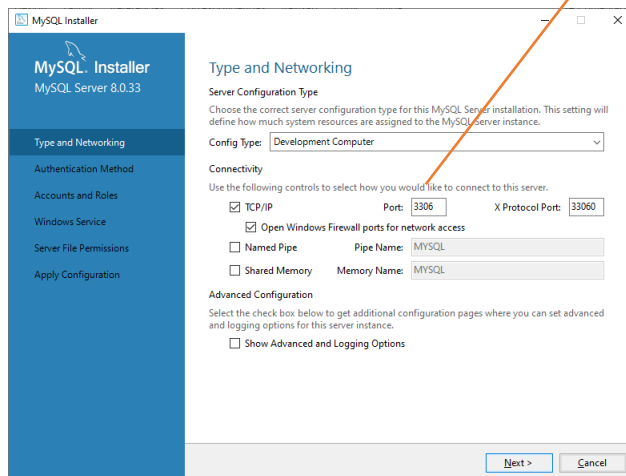 MySQL Installer
MySQL. Installer
MySQL Server 8.0.33
Type and Networking
Authentication Method
Accounts and Roles
Windows Service
Server File Permissions
Apply Configuration
Type and Networking
Server Configuration Type
Choose the correct server configuration type for this MySQL Server installation. This setting will
define how much system resources are assigned to the MySQL Server instance.
Config Type: Development Computer
Connectivity
Use the following controls to select how you would like to connect to this server.
TCP/IP Port: 3306 X Protocol Port: 33060
Open Windows Firewall ports for network access
Named Pipe Pipe Name: MYSQL
Shared Memory Memory Name: MYSQL
Advanced Configuration
Select the check box below to get additional configuration pages where you can set advanced
and logging options for this server instance.
Show Advanced and Logging Options
Next > Cancel